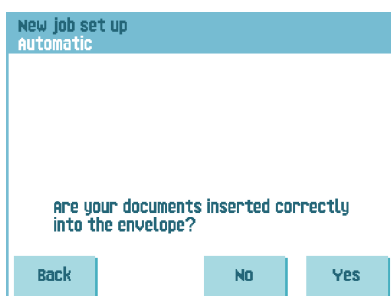 New job set up
Automatic
Are your documents inserted correctly
into the envelope?
Back
No
Yes